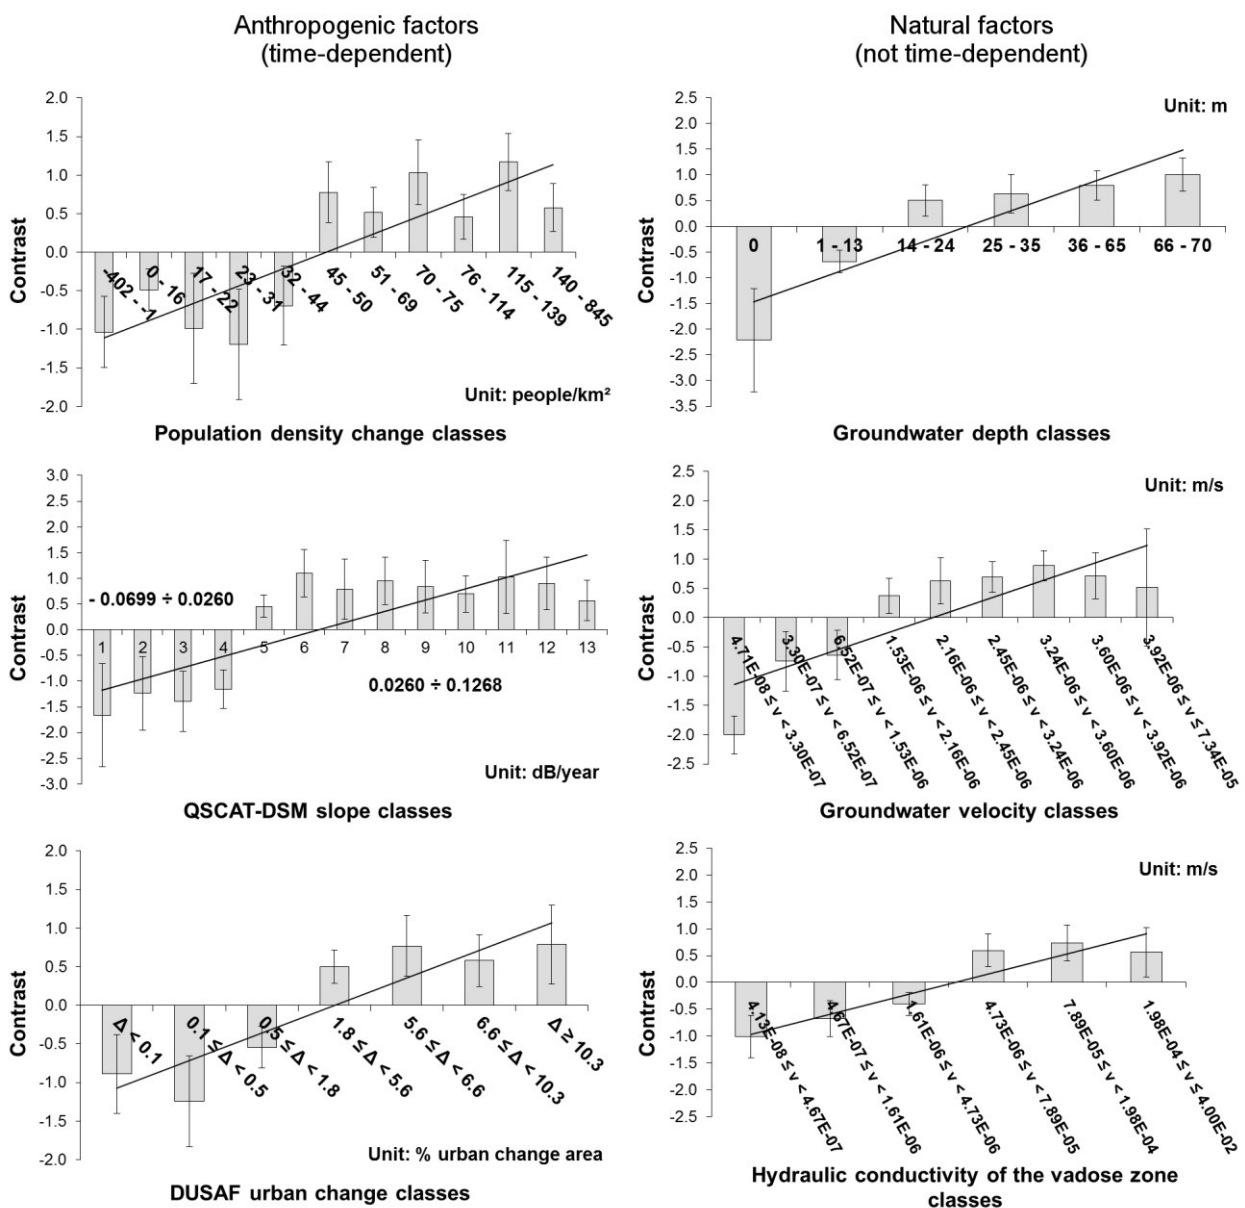 Anthropogenic factors
(time-dependent)
Natural factors
(not time-dependent)
2.0
1.5
1.0
0.5
0.0
-0.5
-1.0
-1.5
-2.0
Contrast
-402 - -1
0 - 16
17 - 22
23 - 31
32 - 44
45 - 50
51 - 69
70 - 75
76 - 114
115 - 139
140 - 845
Unit: people/km²
Population density change classes
2.5
2.0
1.5
1.0
0.5
0.0
-0.5
-1.0
-1.5
-2.0
-2.5
-3.0
-3.5
Contrast
Unit: m
0
1 - 13
14 - 24
25 - 35
36 - 65
66 - 70
Groundwater depth classes
3.0
2.5
2.0
1.5
1.0
0.5
0.0
-0.5
-1.0
-1.5
-2.0
-2.5
-3.0
Contrast
- 0.0699 ÷ 0.0260
1
2
3
4
5
6
7
8
9
10
11
12
13
0.0260 ÷ 0.1268
Unit: dB/year
QSCAT-DSM slope classes
2.5
2.0
1.5
1.0
0.5
0.0
-0.5
-1.0
-1.5
-2.0
-2.5
Contrast
Unit: m/s
4.71E-08 ≤ v < 3.30E-07
3.30E-07 ≤ v < 6.52E-07
6.52E-07 ≤ v < 1.53E-06
1.53E-06 ≤ v < 2.16E-06
2.16E-06 ≤ v < 2.45E-06
2.45E-06 ≤ v < 3.24E-06
3.24E-06 ≤ v < 3.60E-06
3.60E-06 ≤ v < 3.92E-06
3.92E-06 ≤ v ≤ 7.34E-05
Groundwater velocity classes
2.0
1.5
1.0
0.5
0.0
-0.5
-1.0
-1.5
-2.0
Contrast
Δ < 0.1
0.1 ≤ Δ < 0.5
0.5 ≤ Δ < 1.8
1.8 ≤ Δ < 5.6
5.6 ≤ Δ < 6.6
6.6 ≤ Δ < 10.3
Δ ≥ 10.3
Unit: % urban change area
DUSAF urban change classes
2.5
2.0
1.5
1.0
0.5
0.0
-0.5
-1.0
-1.5
-2.0
-2.5
Contrast
Unit: m/s
4.13E-08 ≤ v < 4.67E-07
4.67E-07 ≤ v < 1.61E-06
1.61E-06 ≤ v < 4.73E-06
4.73E-06 ≤ v < 7.89E-05
7.89E-05 ≤ v < 1.98E-04
1.98E-04 ≤ v ≤ 4.00E-02
Hydraulic conductivity of the vadose zone
classes